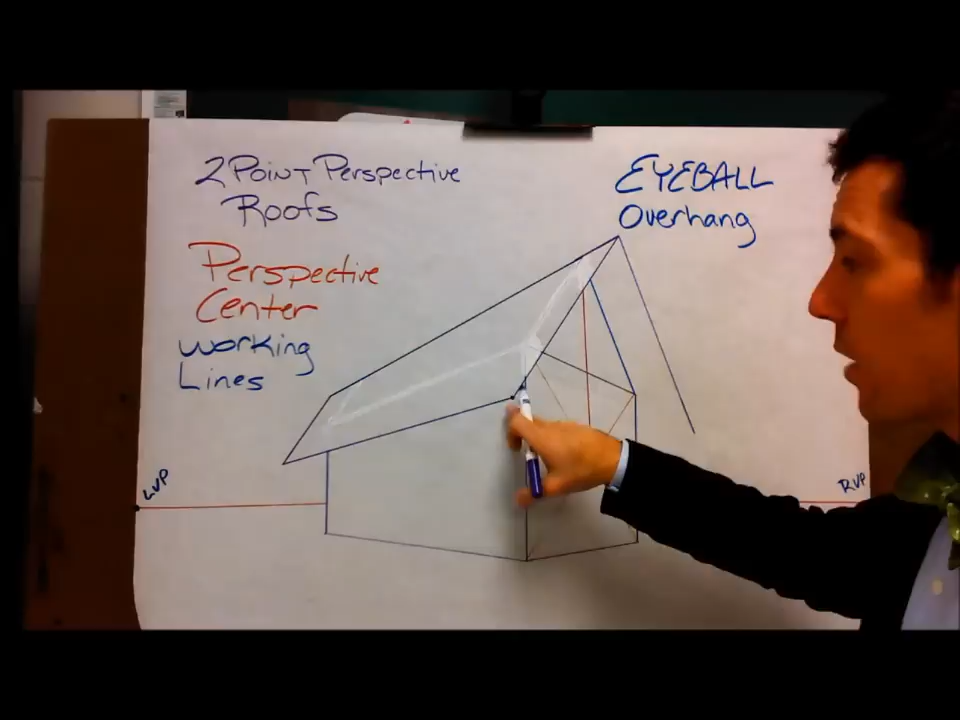 2 Point Perspective
Roofs
Perspective
Center
Working
Lines
EYEBALL
Overhang
LVP
RVP